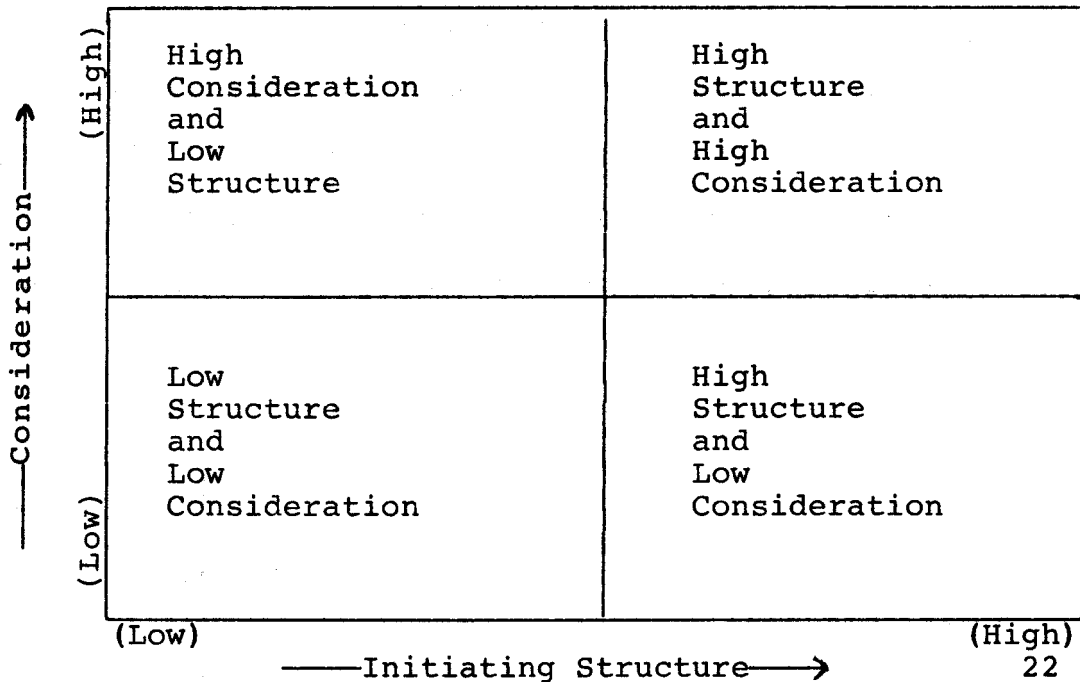 (High)
Consideration
(Low)
High
Consideration
and
Low
Structure
High
Structure
and
High
Consideration
Low
Structure
and
Low
Consideration
High
Structure
and
Low
Consideration
(Low)
(High)
Initiating Structure
22